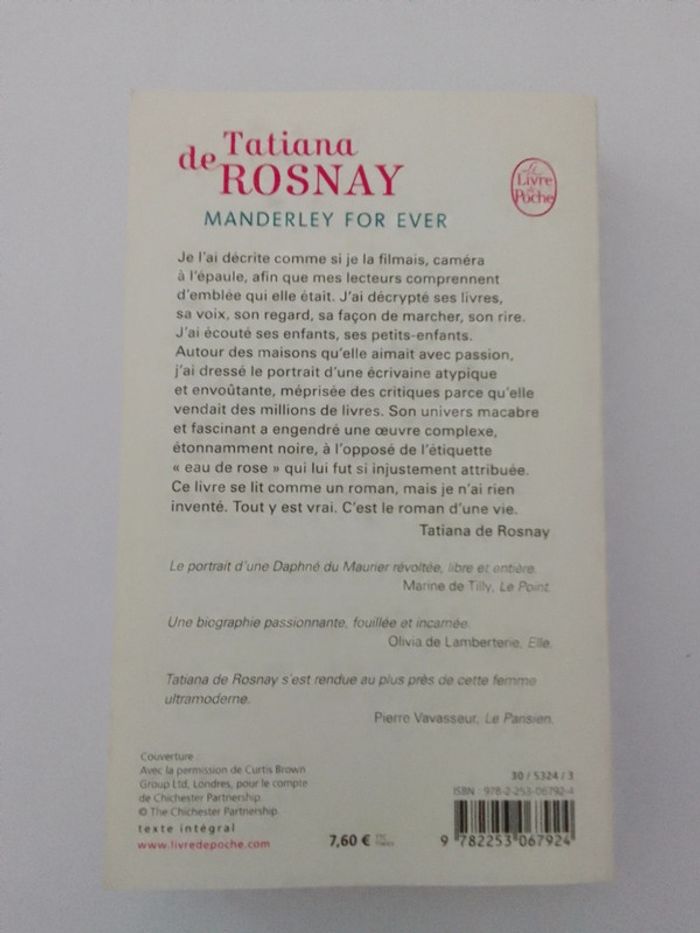 Tatiana
de ROSNAY
Le
Livre
de
Poche
MANDERLEY FOR EVER
Je l'ai décrite comme si je la filmais, caméra
à l'épaule, afin que mes lecteurs comprennent
d'emblée qui elle était. J'ai décrypté ses livres,
sa voix, son regard, sa façon de marcher, son rire.
J'ai écouté ses enfants, ses petits-enfants.
Autour des maisons qu'elle aimait avec passion,
j'ai dressé le portrait d'une écrivaine atypique
et envoûtante, méprisée des critiques parce qu'elle
vendait des millions de livres. Son univers macabre
et fascinant a engendré une œuvre complexe,
étonnamment noire, à l'opposé de l'étiquette
« eau de rose » qui lui fut si injustement attribuée.
Ce livre se lit comme un roman, mais je n'ai rien
inventé. Tout y est vrai. C'est le roman d'une vie.
Tatiana de Rosnay
Le portrait d'une Daphné du Maurier révoltée, libre et entière.
Marine de Tilly, Le Point.
Une biographie passionnante, fouillée et incarnée.
Olivia de Lamberterie, Elle.
Tatiana de Rosnay s'est rendue au plus près de cette femme
ultramoderne.
Pierre Vavasseur, Le Parisien.
Couverture :
Avec la permission de Curtis Brown
Group Ltd, Londres, pour le compte
de Chichester Partnership.
© The Chichester Partnership.
texte intégral
www.livredepoche.com
7,60 €
30 / 5324 / 3
ISBN : 978-2-253-06792-4
9 782253 067924